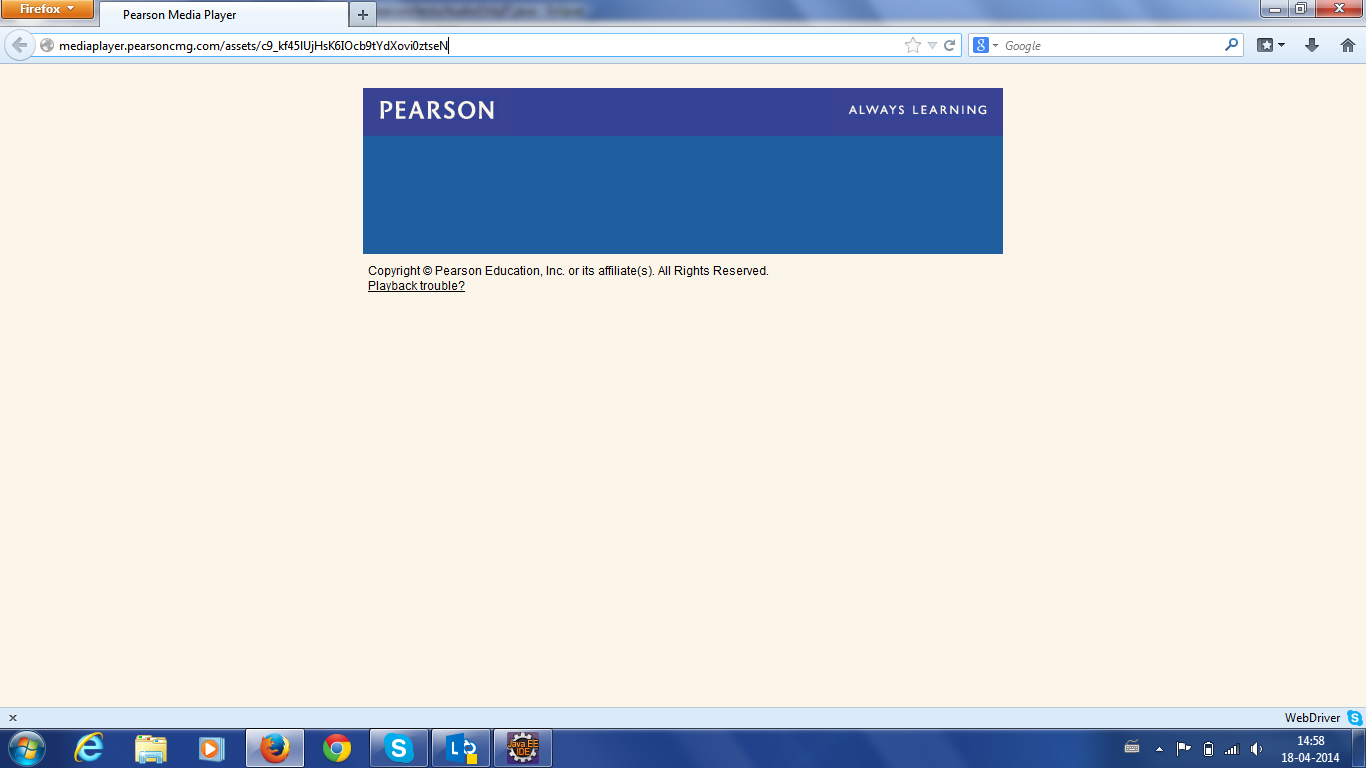 Firefox
Pearson Media Player
mediaplayer.pearsoncmg.com/assets/c9_kf45IUjHsK6IOcb9tYdXovi0ztseN
Google
PEARSON
ALWAYS LEARNING
Copyright © Pearson Education, Inc. or its affiliate(s). All Rights Reserved.
Playback trouble?
WebDriver
Java EE
IDE
14:58
18-04-2014